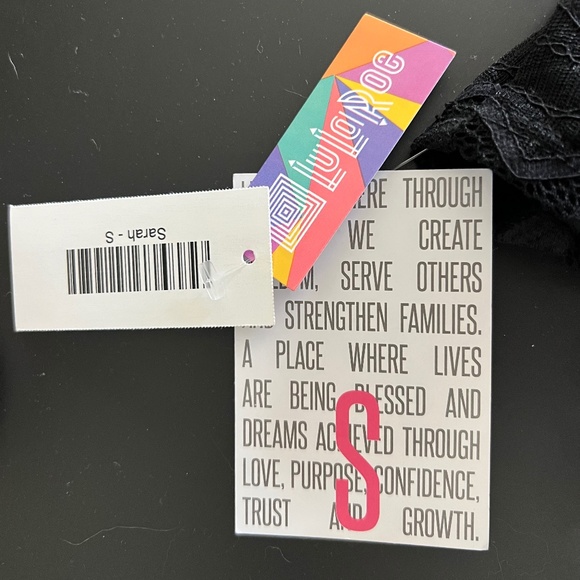 LuLaRoe
Sarah - S
ERE THROUGH
WE CREATE
SERVE OTHERS
STRENGTHEN FAMILIES.
A PLACE WHERE LIVES
ARE BEING BLESSED AND
DREAMS ACHIEVED THROUGH
LOVE, PURPOSE, CONFIDENCE,
TRUST AND GROWTH.
S